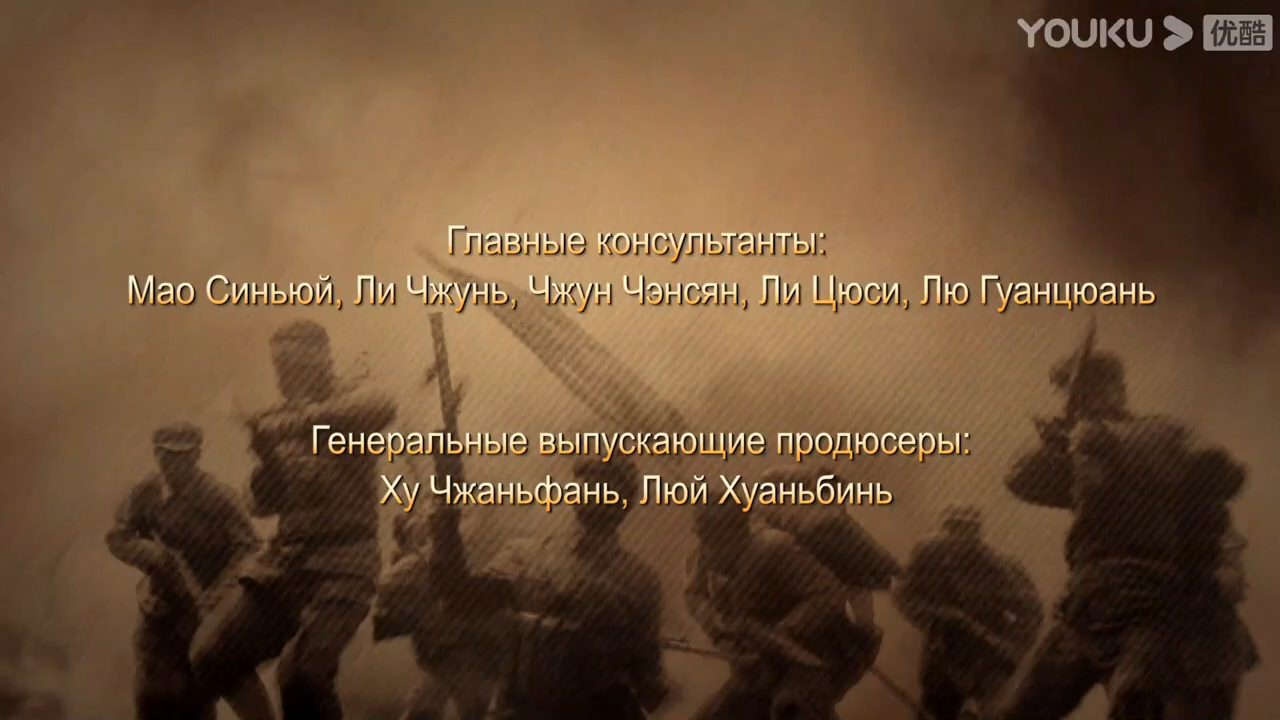 YOUKU 优酷
Главные консультанты:
Мао Синьюй, Ли Чжунь, Чжун Чэнсян, Ли Цюси, Лю Гуанцюань
Генеральные выпускающие продюсеры:
Ху Чжаньфань, Люй Хуаньбинь